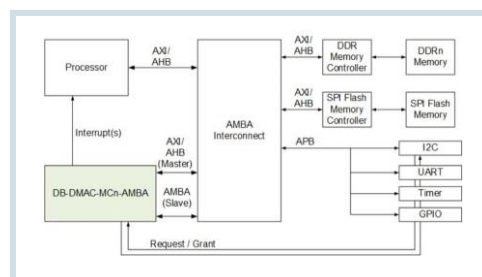 Processor
AXI/
AHB
AMBA
Interconnect
AXI/
AHB
DDR
Memory
Controller
DDRn
Memory
AXI/
AHB
SPI Flash
Memory
Controller
SPI Flash
Memory
Interrupt(s)
AXI/
AHB
(Master)
APB
I2C
UART
Timer
GPIO
DB-DMAC-MCn-AMBA
AMBA
(Slave)
Request / Grant